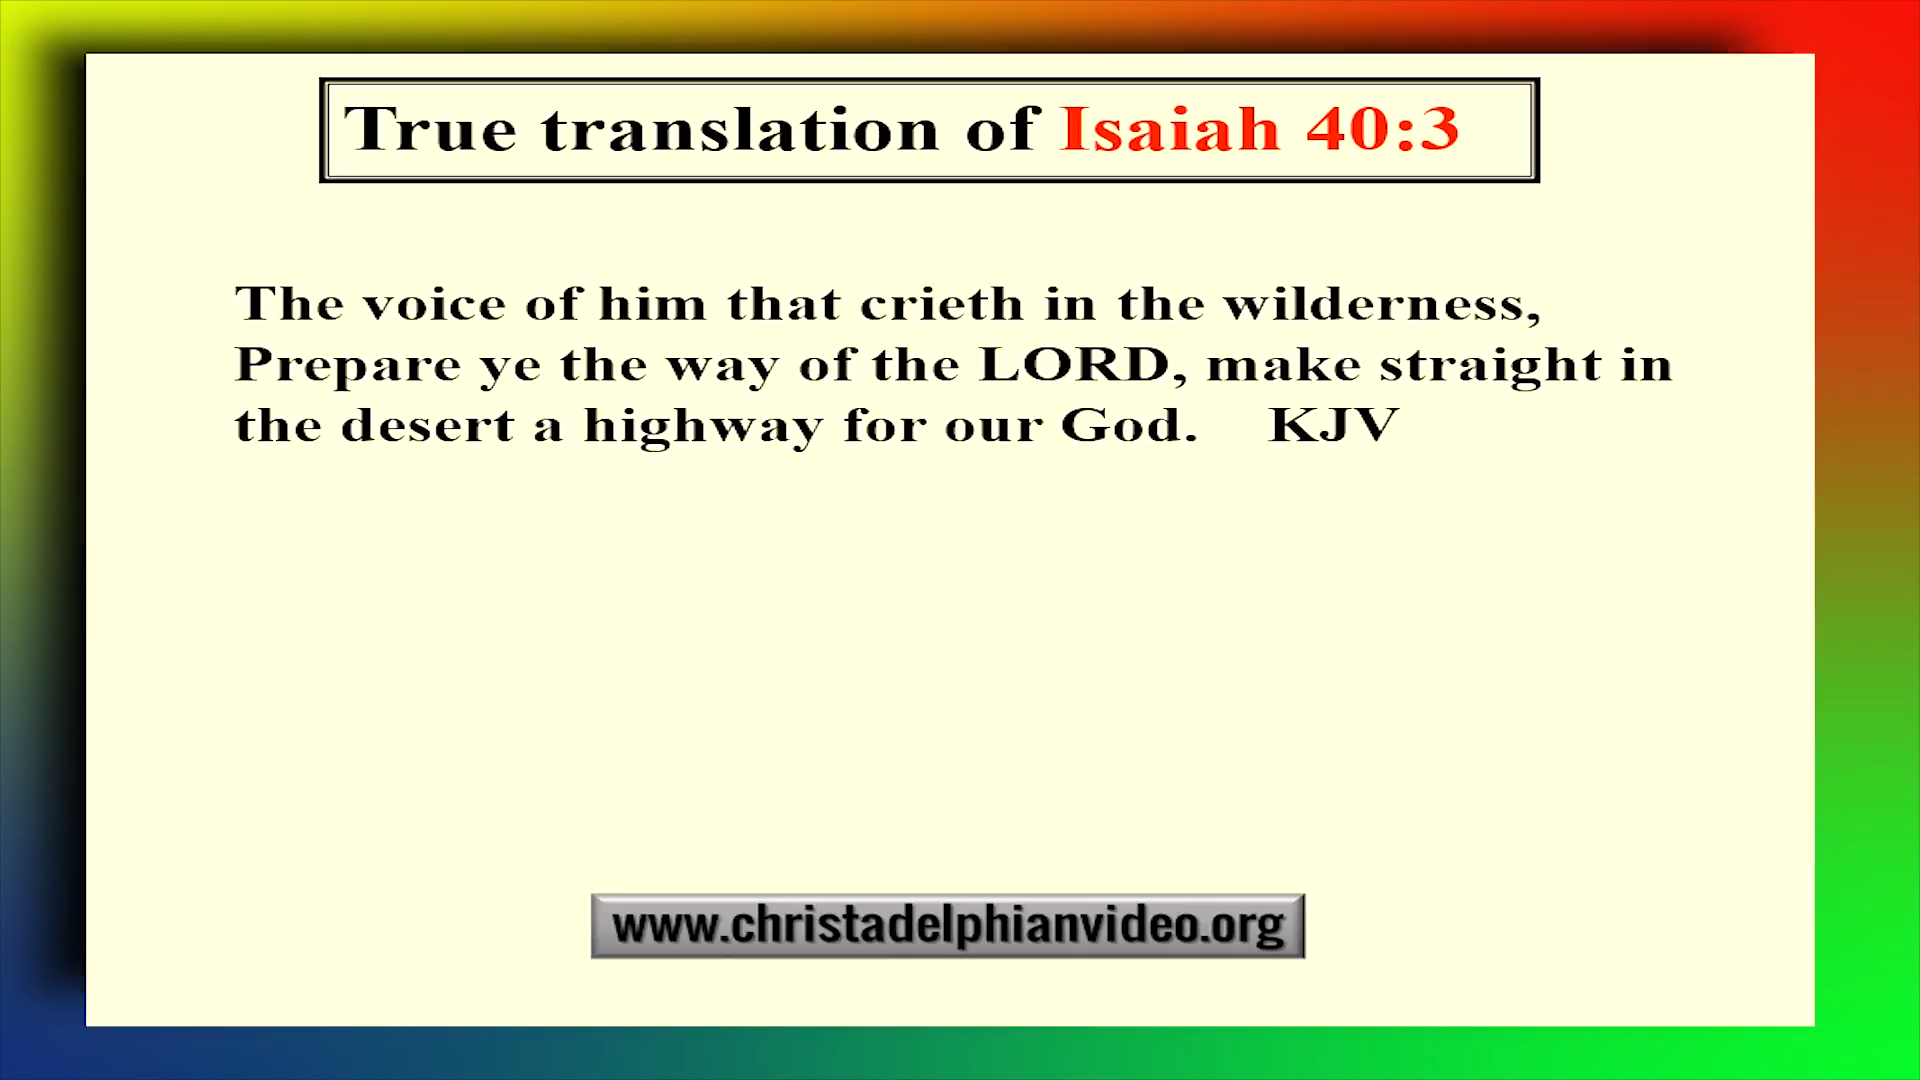 True translation of Isaiah 40:3
The voice of him that crieth in the wilderness,
Prepare ye the way of the LORD, make straight in
the desert a highway for our God. KJV
www.christadelphianvideo.org